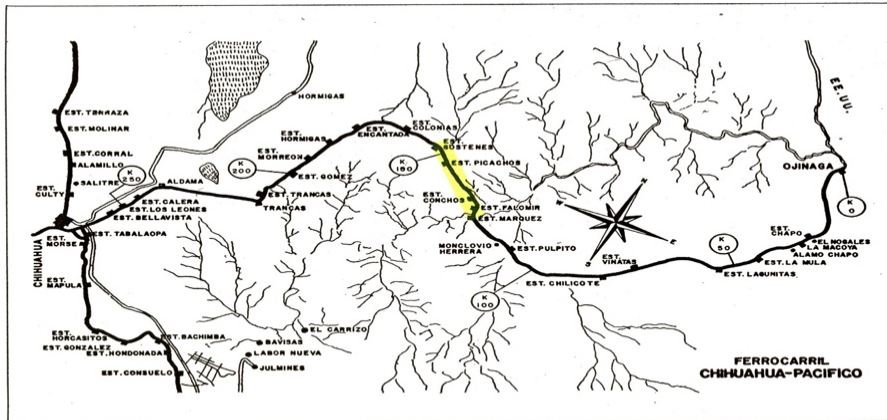 EST. TERRAZA
EST. MOLINAR
EST. CORRAL
ALAMILLO
SALITRE
EST.
CULTY
K
250
ALDAMA
EST. CALERA
EST. LOS LEONES
EST. BELLAVISTA
EST. TABALAOPA
EST.
MORSE
CHIHUAHUA
EST.
MAPULA
EST.
HORCASITOS
EST. GONZALEZ
EST. HONDONADA
EST. BACHIMBA
EST. CONSUELO
BAVISAS
LABOR NUEVA
JULMINES
EL CARRIZO
HORMIGAS
EST.
HORMIGAS
EST.
MORREON
K
200
EST. GOMEZ
EST. TRANCAS
TRANCAS
EST.
ENCANTADA
EST.
COLONIAS
EST.
SOSTENES
K
150
EST. PICACHOS
EST.
CONCHOS
EST. FALOMIR
EST. MARQUEZ
MONCLOVIO
HERRERA
EST. PULPITO
K
100
EST. CHILICOTE
EST.
VIÑATAS
K
50
EST. LAGUNITAS
EST. LA MULA
ALAMO CHAPO
LA MACOYA
EL NOGALES
EST.
CHAPO
OJINAGA
K
0
EE.UU.
N
E
S
FERROCARRIL
CHIHUAHUA-PACIFICO